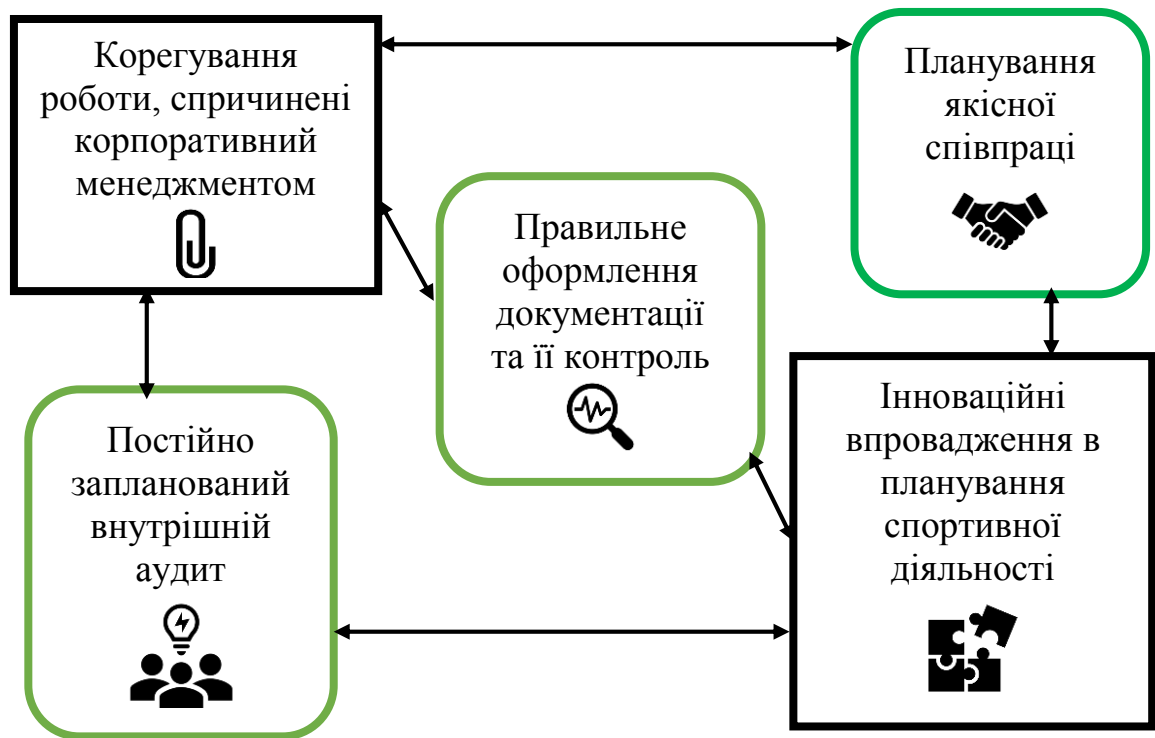 Корегування
роботи, спричинені
корпоративний
менеджментом
Планування
якісної
співпраці
Правильне
оформлення
документації
та її контроль
Постійно
запланований
внутрішній
аудит
Інноваційні
впровадження в
планування
спортивної
діяльності